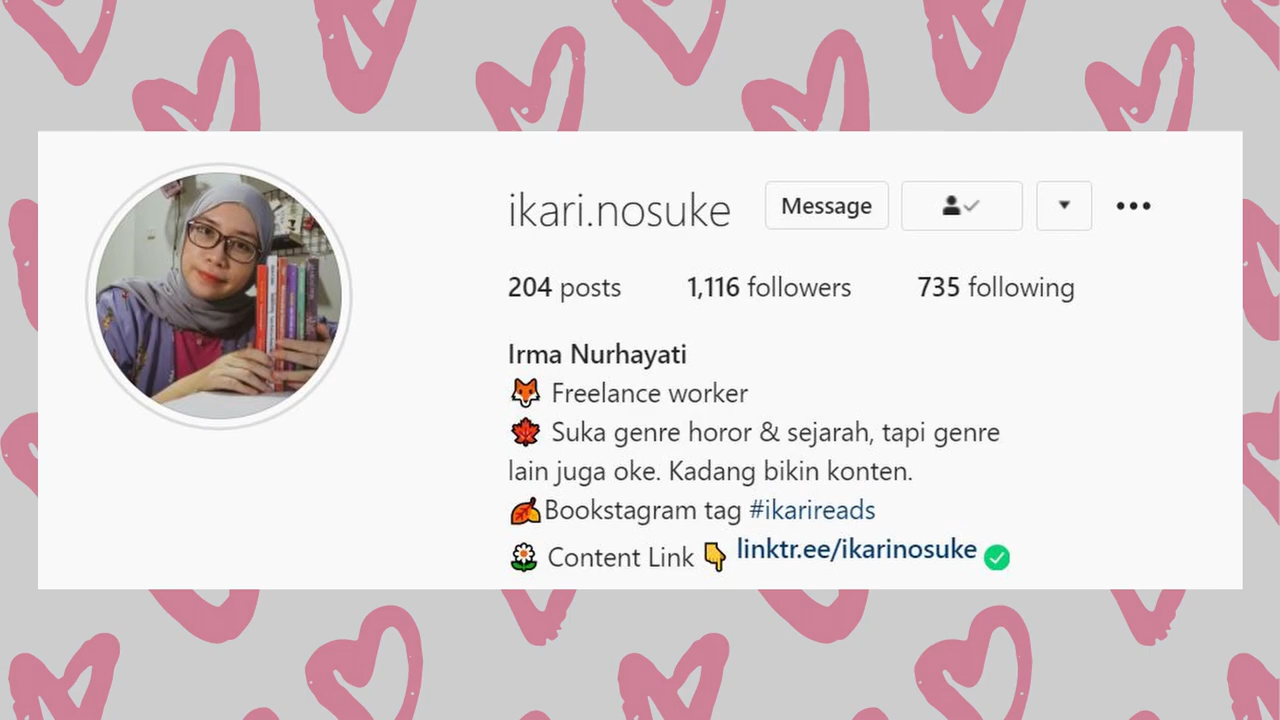 ikari.nosuke Message
204 posts 1,116 followers 735 following
Irma Nurhayati
🦊 Freelance worker
🍁 Suka genre horor & sejarah, tapi genre
lain juga oke. Kadang bikin konten.
🍂Bookstagram tag #ikarireads
🌼 Content Link 👇 linktr.ee/ikarinosuke